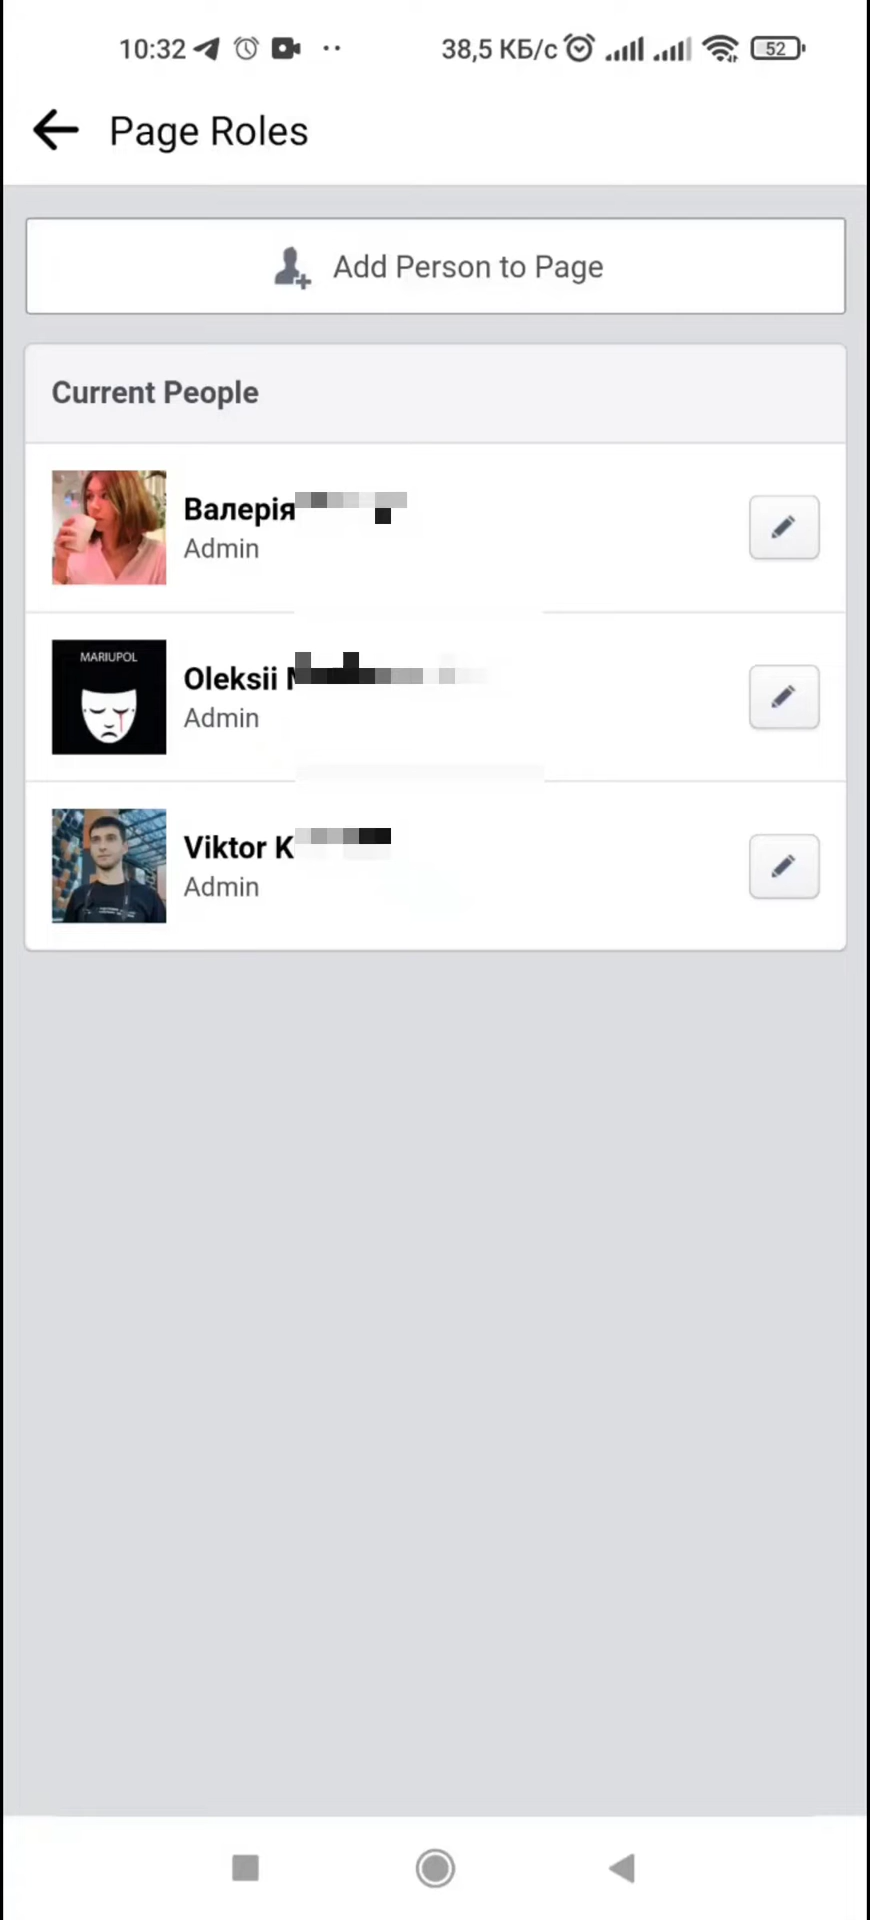 10:32
38,5 КБ/с
52
Page Roles
Add Person to Page
Current People
Валерія
Admin
MARIUPOL
Oleksii
Admin
Viktor K
Admin